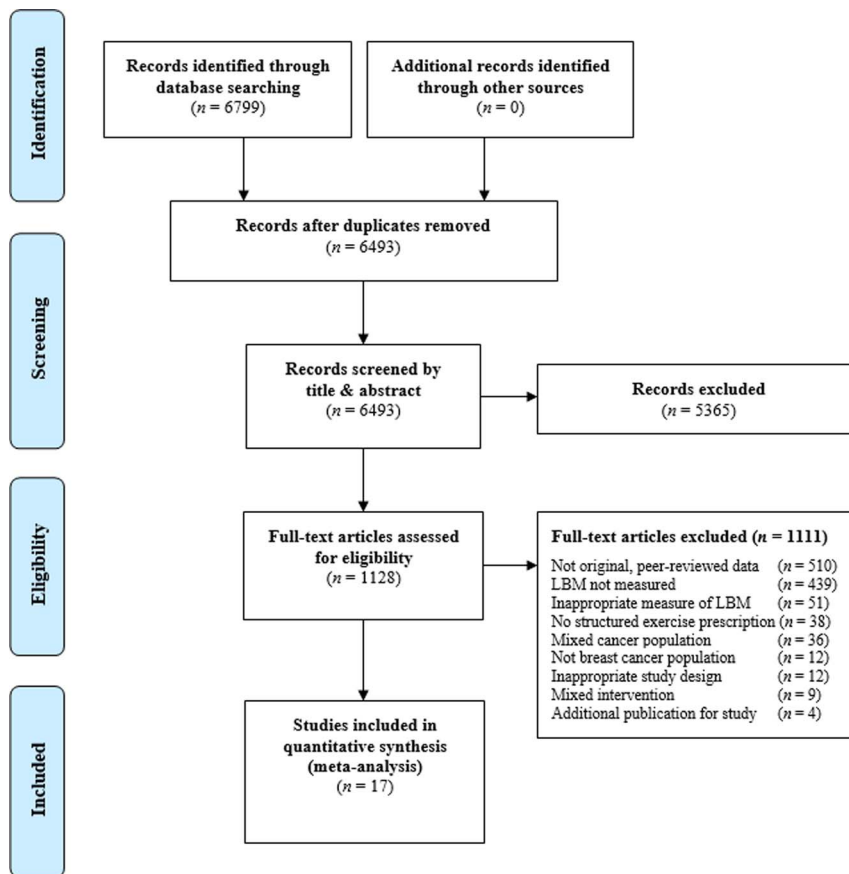 Identification
Records identified through
database searching
(n = 6799)
Additional records identified
through other sources
(n = 0)
Records after duplicates removed
(n = 6493)
Screening
Records screened by
title & abstract
(n = 6493)
Records excluded
(n = 5365)
Eligibility
Full-text articles assessed
for eligibility
(n = 1128)
Full-text articles excluded (n = 1111)
Not original, peer-reviewed data (n = 510)
LBM not measured (n = 439)
Inappropriate measure of LBM (n = 51)
No structured exercise prescription (n = 38)
Mixed cancer population (n = 36)
Not breast cancer population (n = 12)
Inappropriate study design (n = 12)
Mixed intervention (n = 9)
Additional publication for study (n = 4)
Included
Studies included in
quantitative synthesis
(meta-analysis)
(n = 17)